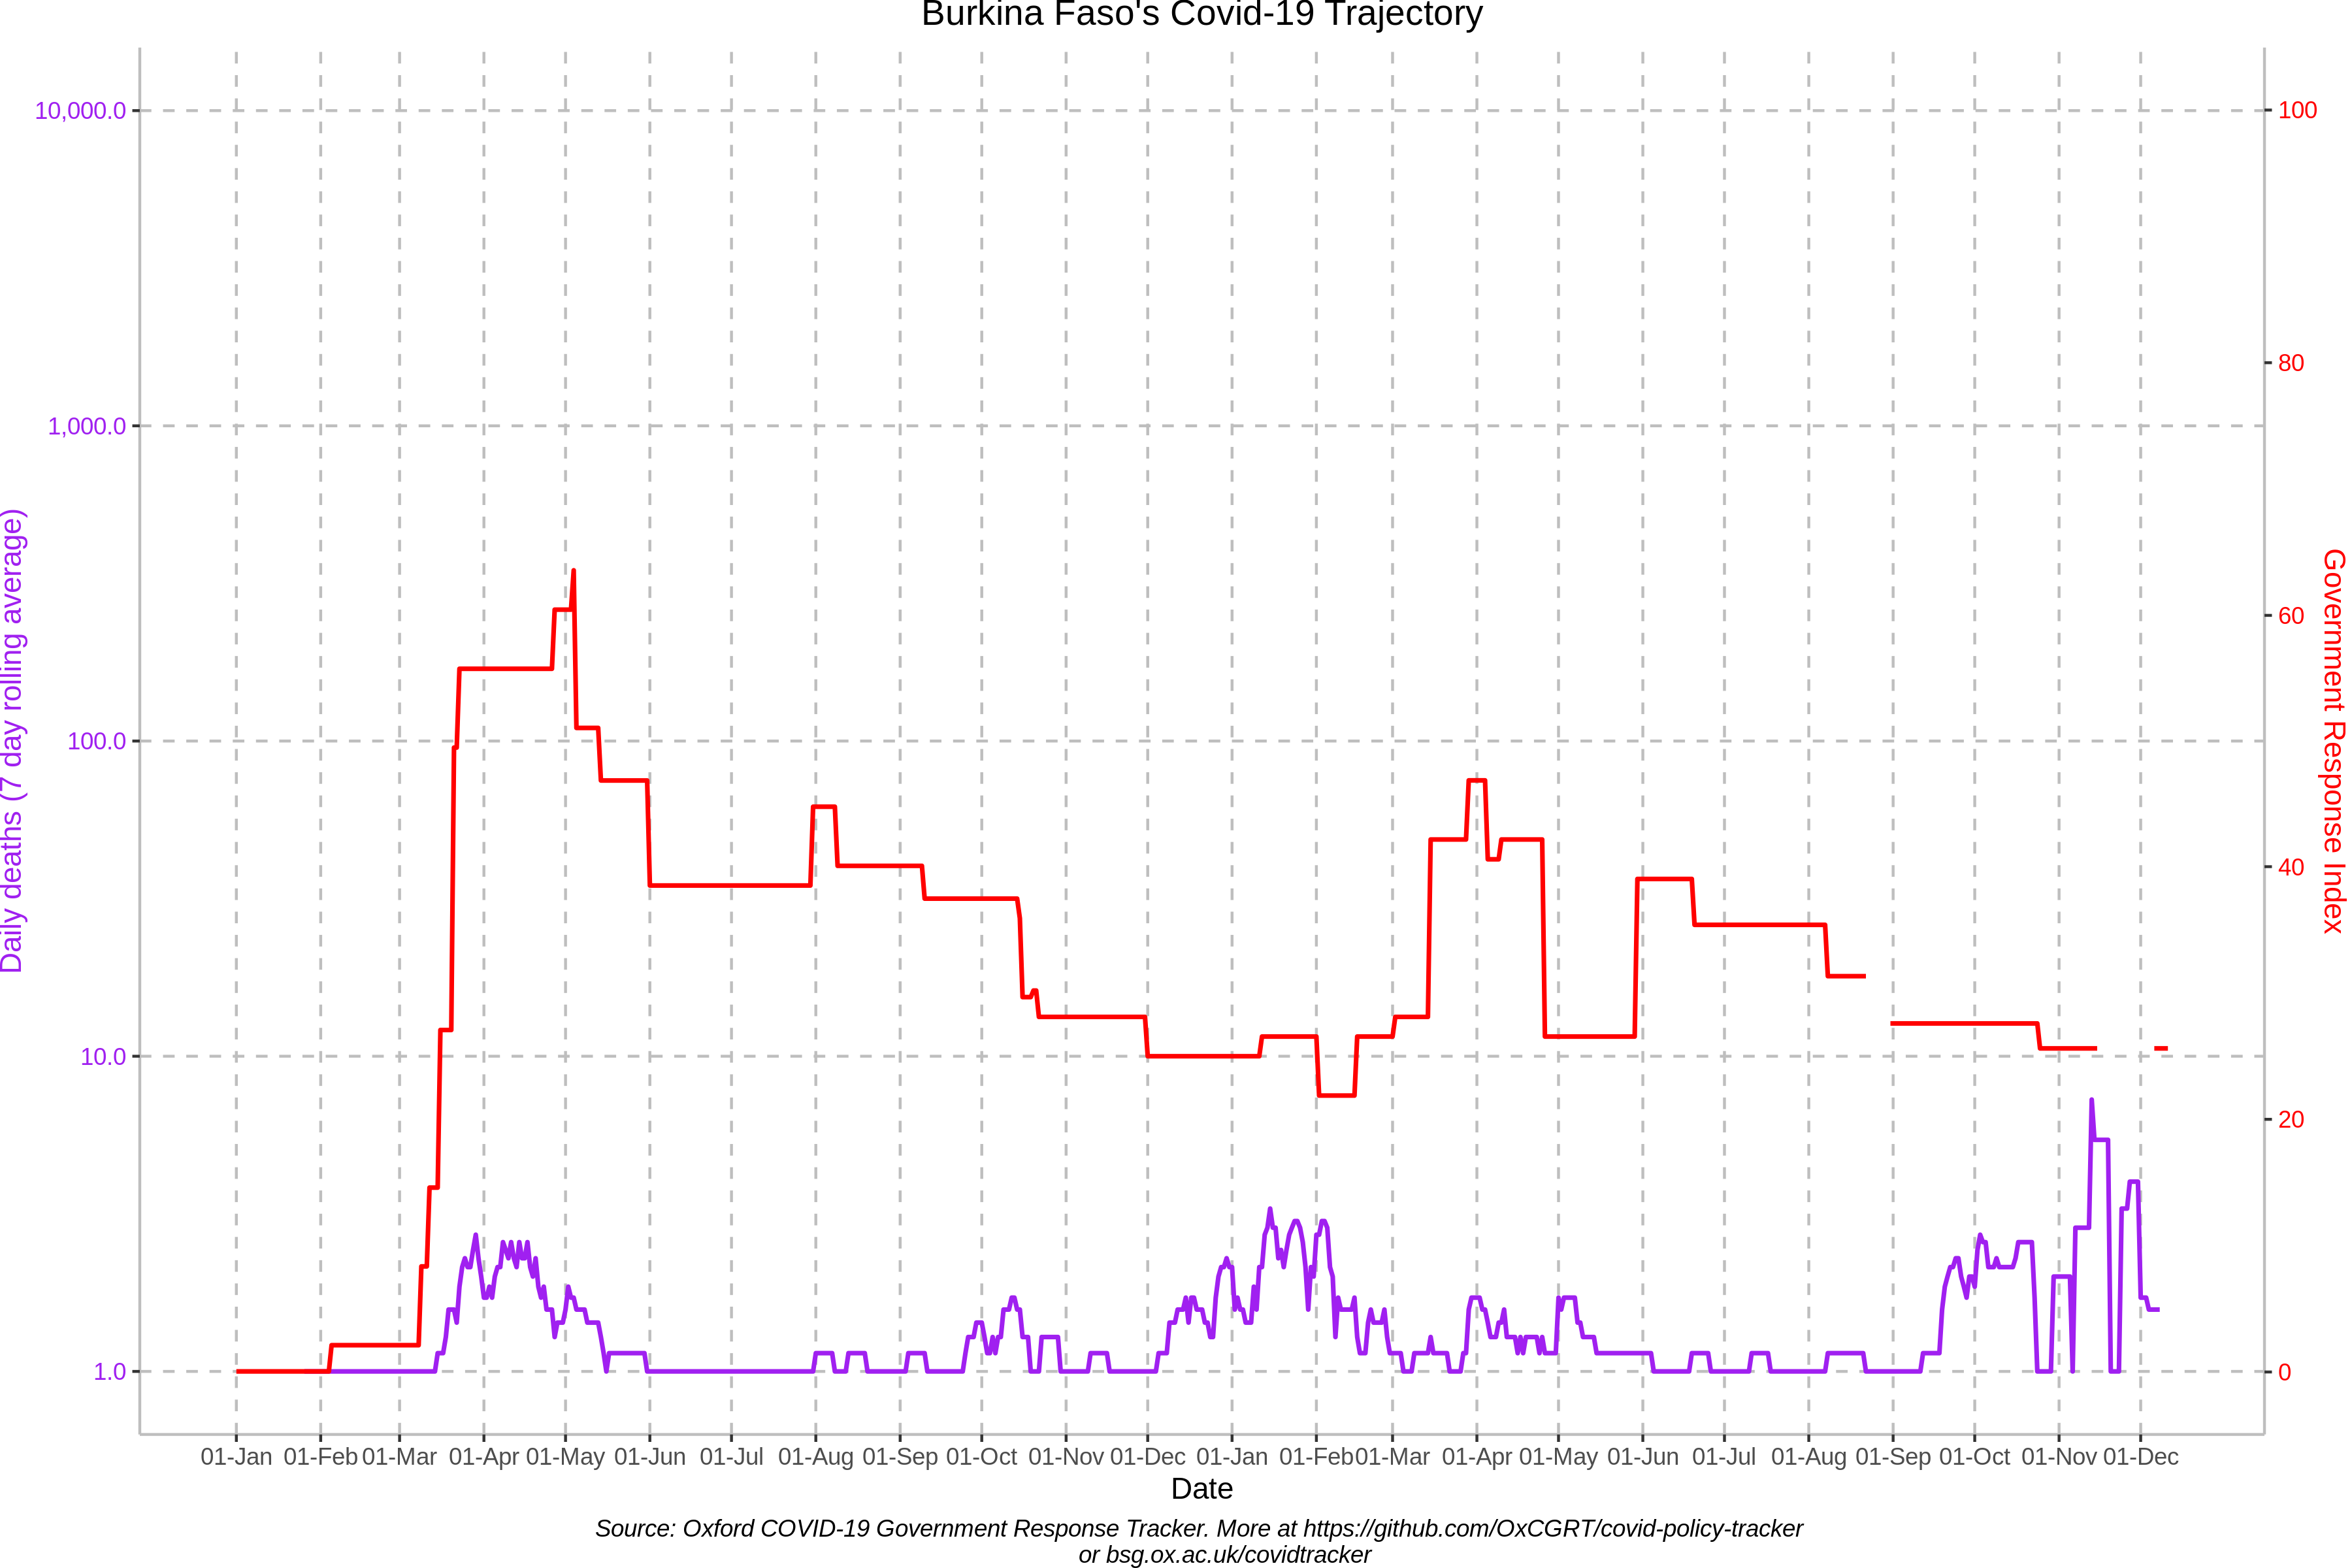 Burkina Faso's Covid-19 Trajectory
10,000.0
1,000.0
100.0
10.0
1.0
Daily deaths (7 day rolling average)
100
80
60
40
20
0
Government Response Index
01-Jan 01-Feb 01-Mar 01-Apr 01-May 01-Jun 01-Jul 01-Aug 01-Sep 01-Oct 01-Nov 01-Dec 01-Jan 01-Feb 01-Mar 01-Apr 01-May 01-Jun 01-Jul 01-Aug 01-Sep 01-Oct 01-Nov 01-Dec
Date
Source: Oxford COVID-19 Government Response Tracker. More at https://github.com/OxCGRT/covid-policy-tracker
or bsg.ox.ac.uk/covidtracker